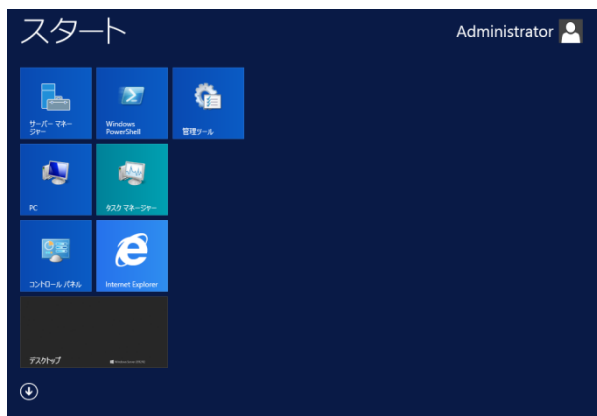 スタート
Administrator
サーバー マネー
ジャー
Windows
PowerShell
管理ツール
PC
タスク マネージャー
コントロール パネル
Internet Explorer
デスクトップ